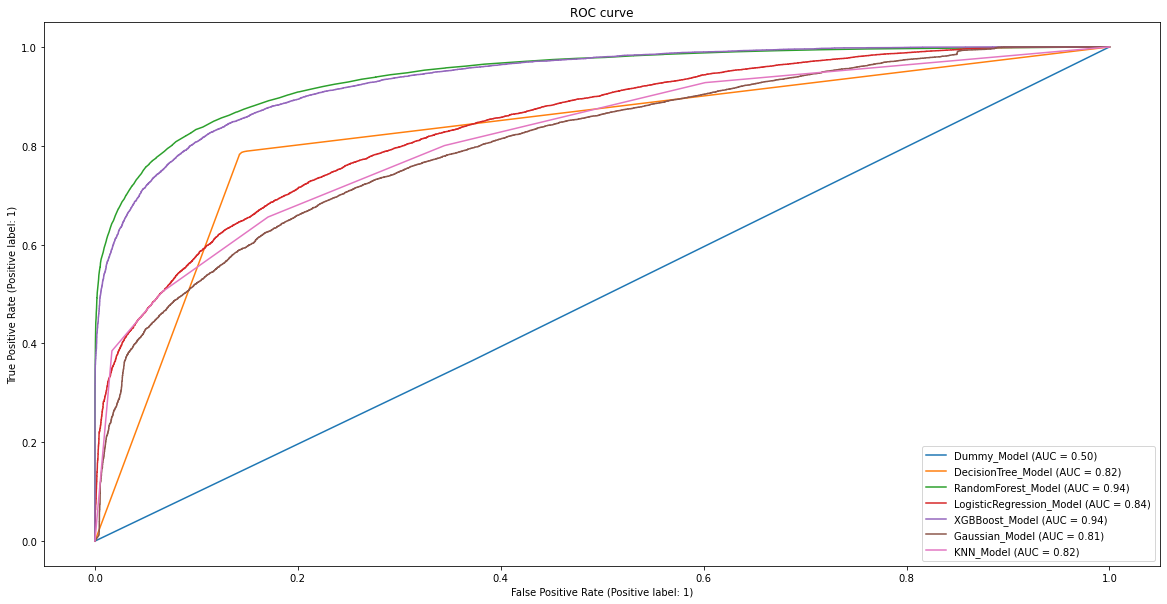 ROC curve
True Positive Rate (Positive label: 1)
1.0
0.8
0.6
0.4
0.2
0.0
Dummy_Model (AUC = 0.50)
DecisionTree_Model (AUC = 0.82)
RandomForest_Model (AUC = 0.94)
LogisticRegression_Model (AUC = 0.84)
XGBBoost_Model (AUC = 0.94)
Gaussian_Model (AUC = 0.81)
KNN_Model (AUC = 0.82)
0.0 0.2 0.4 0.6 0.8 1.0
False Positive Rate (Positive label: 1)